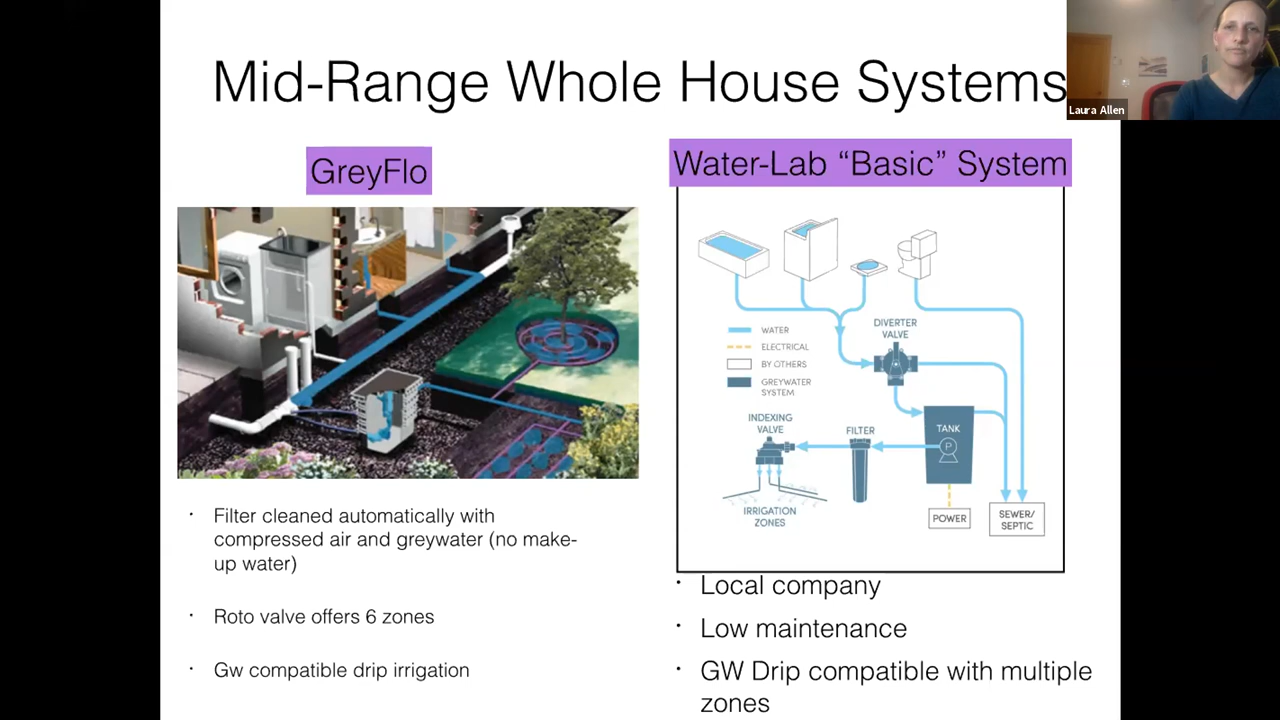 Mid-Range Whole House Systems
Laura Allen
GreyFlo
Filter cleaned automatically with
compressed air and greywater (no make-
up water)
Roto valve offers 6 zones
Gw compatible drip irrigation
Water-Lab “Basic” System
DIVERTER
VALVE
WATER
ELECTRICAL
BY OTHERS
GREYWATER
SYSTEM
INDEXING
VALVE
FILTER
TANK
P
IRRIGATION
ZONES
POWER
SEWER/
SEPTIC
Local company
Low maintenance
GW Drip compatible with multiple
zones